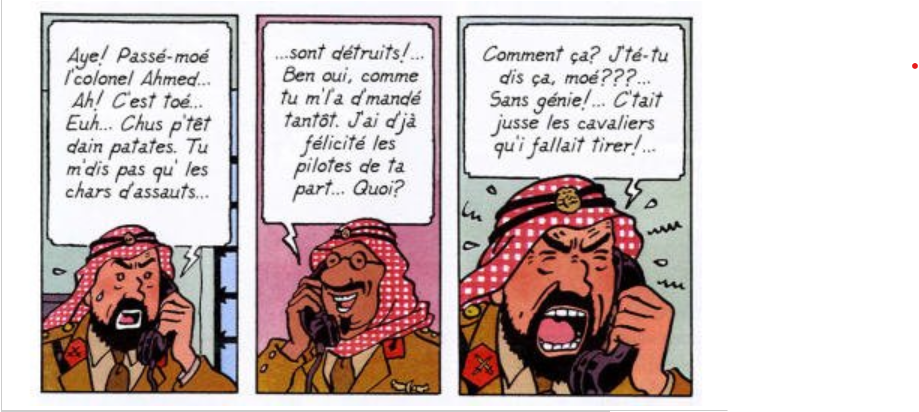 Aye! Passé-moé
l'colonel Ahmed...
Ah! C'est toé...
Euh... Chus p'têt
dain patates. Tu
m'dis pas qu' les
chars d'assauts...
...sont détruits!...
Ben oui, comme
tu m'l'a d'mandé
tantôt. J'ai d'jà
félicité les
pilotes de ta
part... Quoi?
Comment ça? J'té-tu
dis ça, moé???...
Sans génie!... C'tait
jusse les cavaliers
qu'i fallait tirer!...